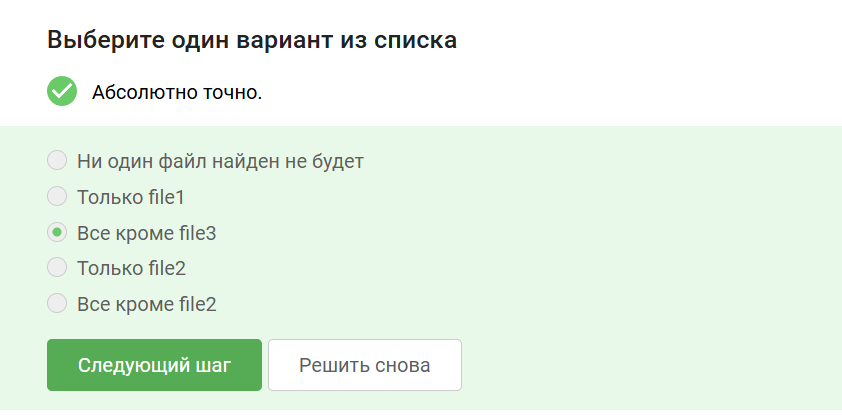 Выберите один вариант из списка
Абсолютно точно.
Ни один файл найден не будет
Только file1
Все кроме file3
Только file2
Все кроме file2
Следующий шаг
Решить снова